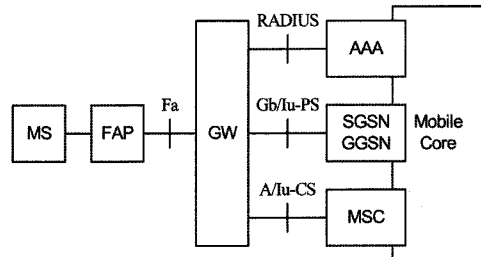 RADIUS
AAA
Fa
Gb/Iu-PS
MS
FAP
GW
SGSN
GGSN
Mobile
Core
A/Iu-CS
MSC